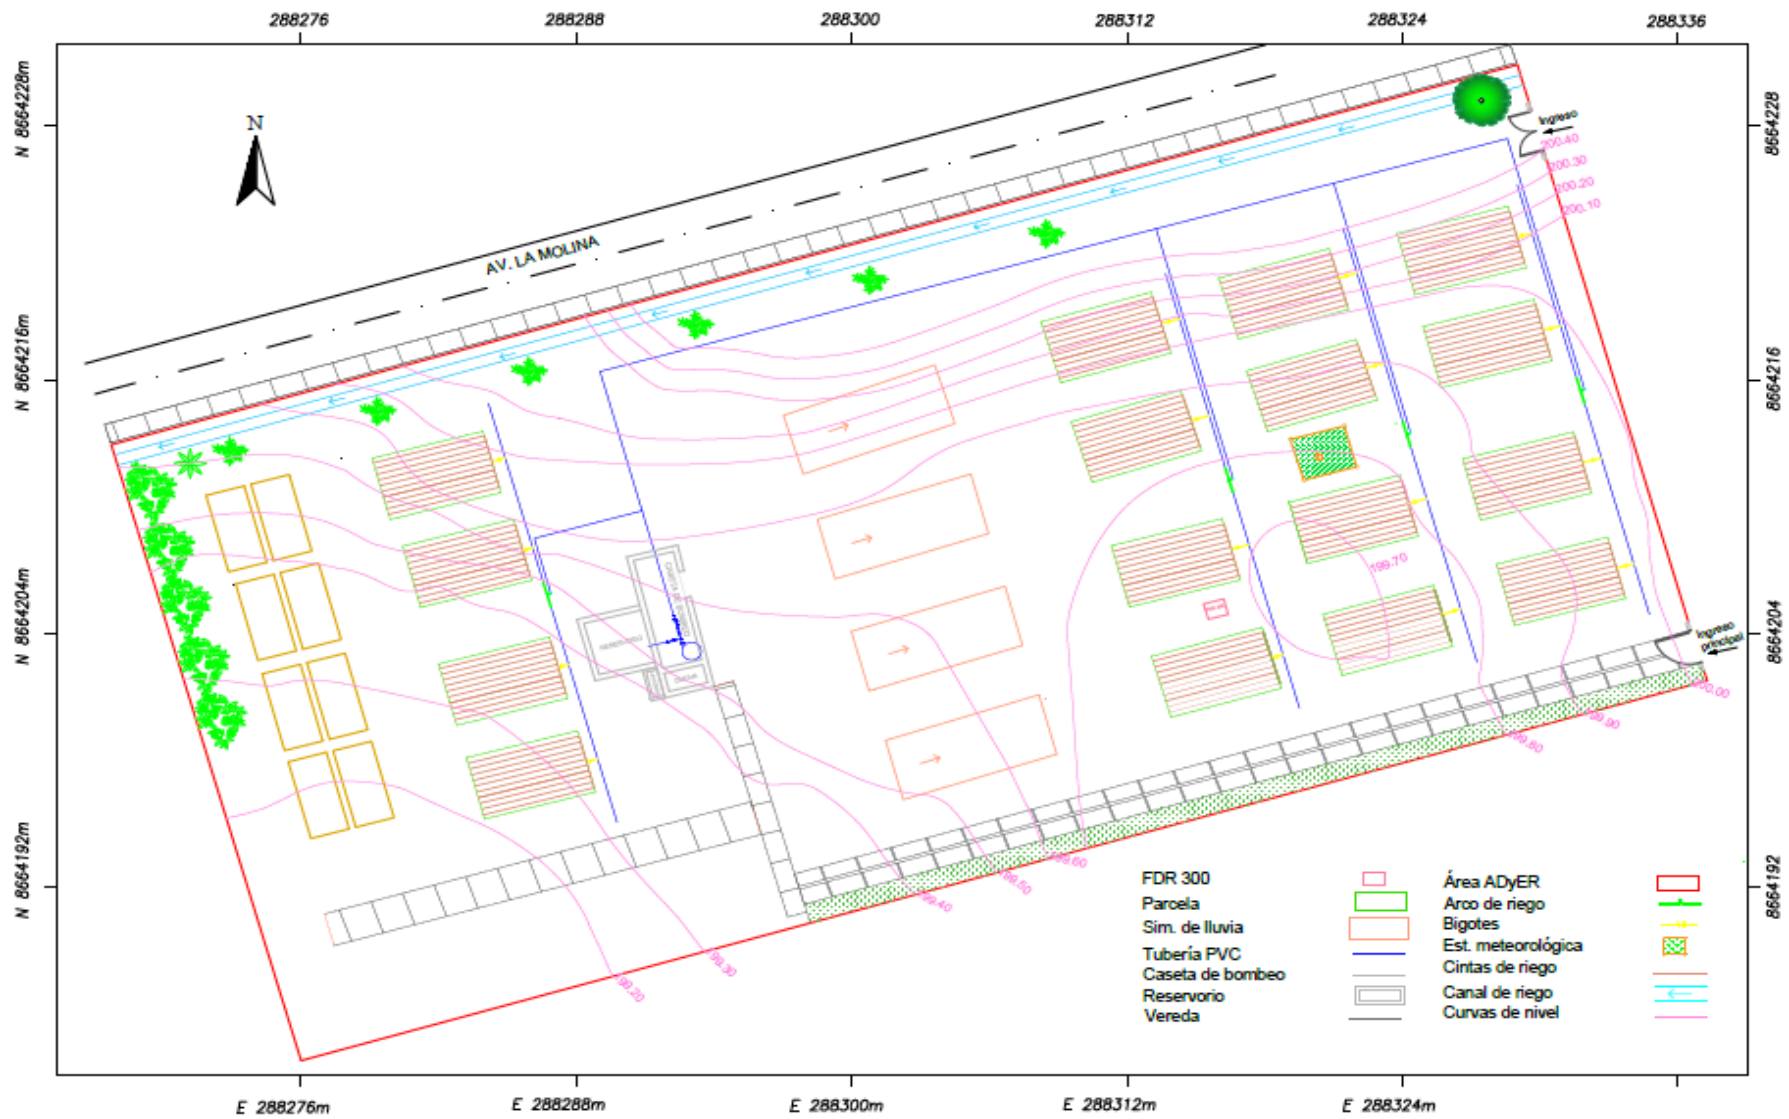 288276
288288
288300
288312
288324
288336
N 8664228m
8664228
N
Ingreso
200.40
200.30
200.20
200.10
AV. LA MOLINA
N 8664216m
8664216
199.70
CASETA DE BOMBEO
RESERVORIO
N 8664204m
8664204
Ingreso
principal
200.00
199.90
199.80
199.60
199.50
199.40
199.30
199.20
N 8664192m
8664192
FDR 300
Parcela
Sim. de lluvia
Tubería PVC
Caseta de bombeo
Reservorio
Vereda
Área ADyER
Arco de riego
Bigotes
Est. meteorológica
Cintas de riego
Canal de riego
Curvas de nivel
E 288276m
E 288288m
E 288300m
E 288312m
E 288324m